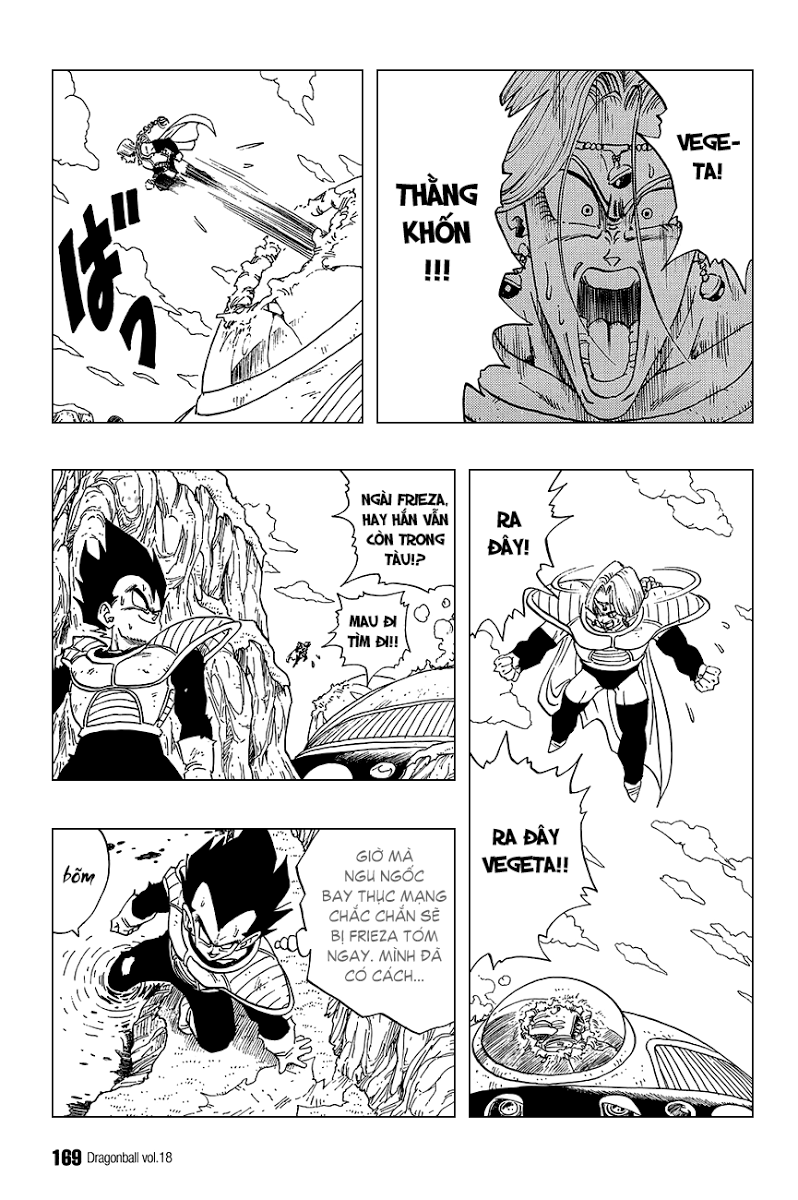 VEGE-
TA!
THẰNG
KHỐN
!!!
ばっ
RA
ĐÂY!
RA ĐÂY
VEGETA!!
NGÀI FRIEZA,
HAY HẮN VẪN
CÒN TRONG
TÀU!?
MAU ĐI
TÌM ĐI!!
GIỜ MÀ
NGU NGỐC
BAY THỤC MẠNG
CHẮC CHẮN SẼ
BỊ FRIEZA TÓM
NGAY. MÌNH ĐÃ
CÓ CÁCH...
bõm
169 Dragonball vol.18